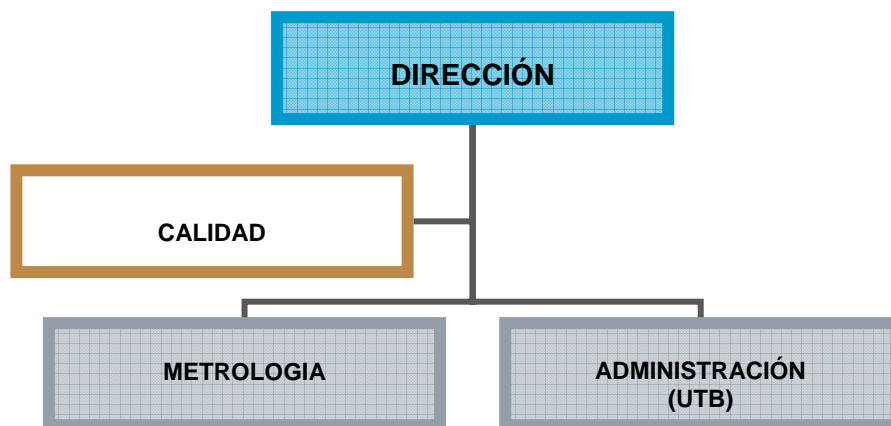 DIRECCIÓN
CALIDAD
METROLOGIA
ADMINISTRACIÓN
(UTB)